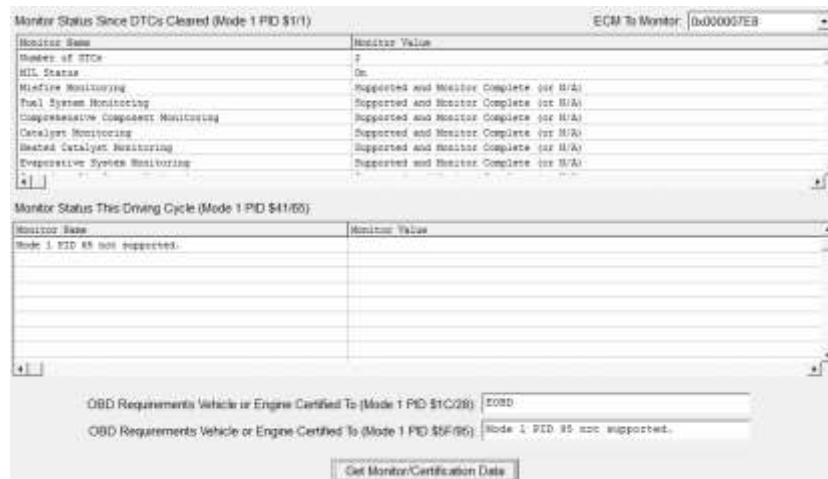 Monitor Status Since DTCs Cleared (Mode 1 PID $1/1)
ECM To Monitor: 0x000007E8
Monitor Name Monitor Value
Number of DTCs 2
MIL Status On
Misfire Monitoring Supported and Monitor Complete (or N/A)
Fuel System Monitoring Supported and Monitor Complete (or N/A)
Comprehensive Component Monitoring Supported and Monitor Complete (or N/A)
Catalyst Monitoring Supported and Monitor Complete (or N/A)
Heated Catalyst Monitoring Supported and Monitor Complete (or N/A)
Evaporative System Monitoring Supported and Monitor Complete (or N/A)
Monitor Status This Driving Cycle (Mode 1 PID $41/65)
Monitor Name Monitor Value
Mode 1 PID 65 not supported.
OBD Requirements Vehicle or Engine Certified To (Mode 1 PID $1C/28): EOBD
OBD Requirements Vehicle or Engine Certified To (Mode 1 PID $5F/95): Mode 1 PID 95 not supported.
Get Monitor/Certification Data